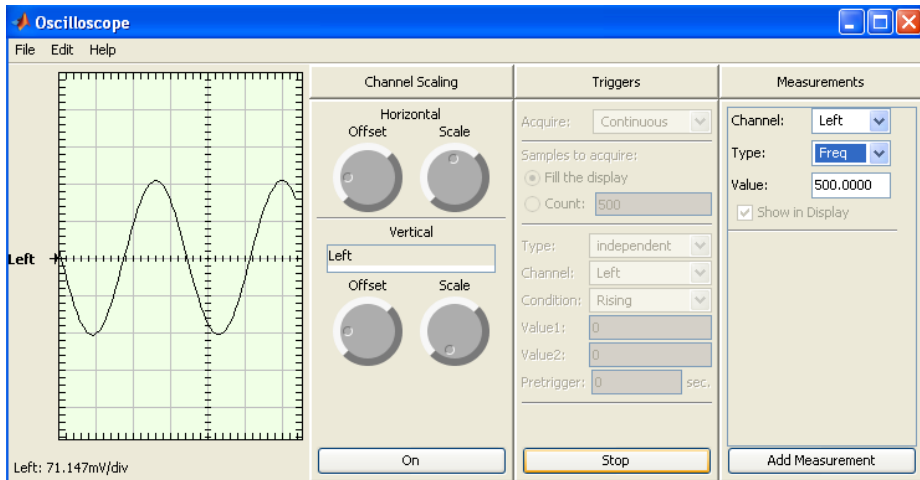 Oscilloscope
File Edit Help
Left
Left: 71.147mV/div
Channel Scaling
Horizontal
Offset Scale
Vertical
Left
Offset Scale
On
Triggers
Acquire: Continuous
Samples to acquire:
Fill the display
Count: 500
Type: independent
Channel: Left
Condition: Rising
Value1: 0
Value2: 0
Pretrigger: 0 sec.
Stop
Measurements
Channel: Left
Type: Freq
Value: 500.0000
Show in Display
Add Measurement